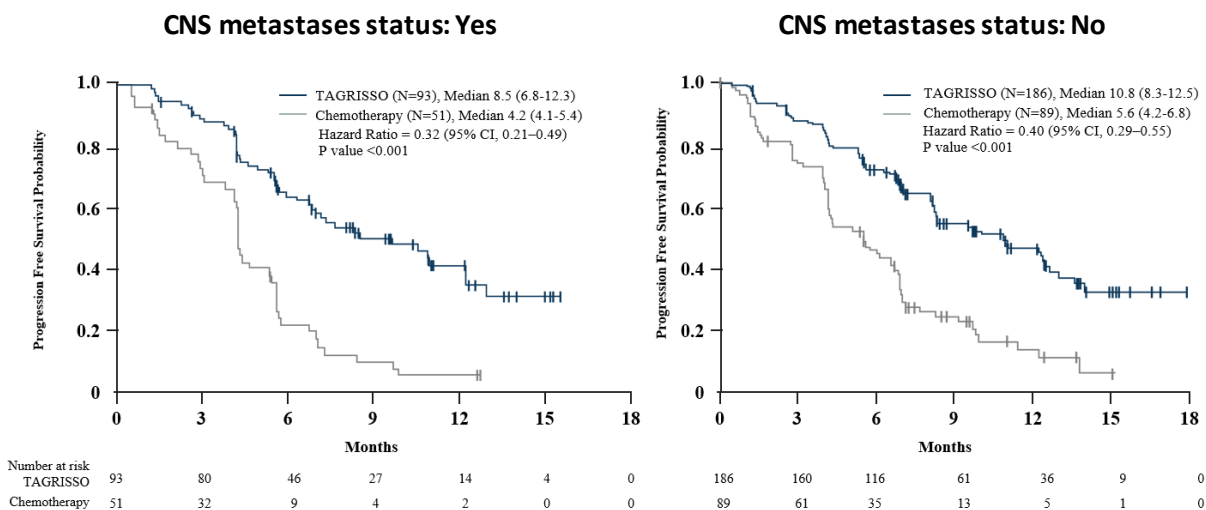 CNS metastases status: Yes
1.0
0.8
0.6
0.4
0.2
0
Progression Free Survival Probability
TAGRISSO (N=93), Median 8.5 (6.8-12.3)
Chemotherapy (N=51), Median 4.2 (4.1-5.4)
Hazard Ratio = 0.32 (95% CI, 0.21–0.49)
P value <0.001
0 3 6 9 12 15 18
Months
CNS metastases status: No
1.0
0.8
0.6
0.4
0.2
0
Progression Free Survival Probability
TAGRISSO (N=186), Median 10.8 (8.3-12.5)
Chemotherapy (N=89), Median 5.6 (4.2-6.8)
Hazard Ratio = 0.40 (95% CI, 0.29–0.55)
P value <0.001
0 3 6 9 12 15 18
Months
Number at risk
TAGRISSO 93 80 46 27 14 4 0 186 160 116 61 36 9 0
Chemotherapy 51 32 9 4 2 0 0 89 61 35 13 5 1 0